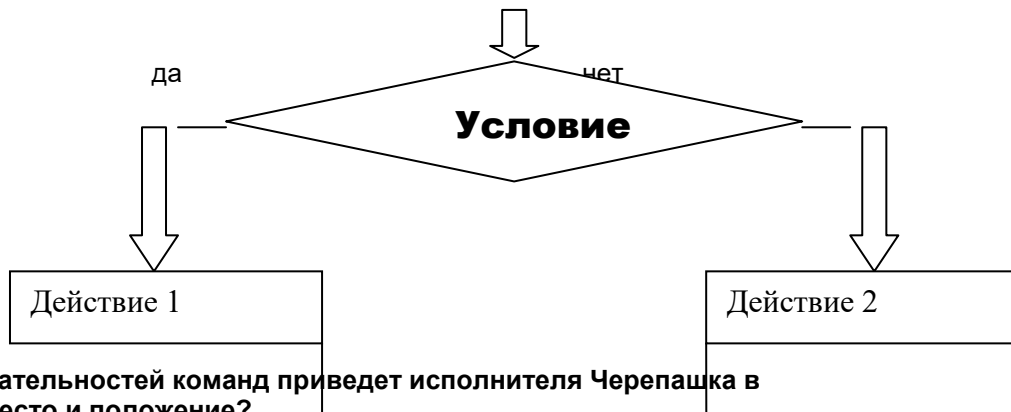 да нет
Условие
Действие 1 Действие 2
ательностей команд приведет исполнителя Черепашка в
есто и положение?